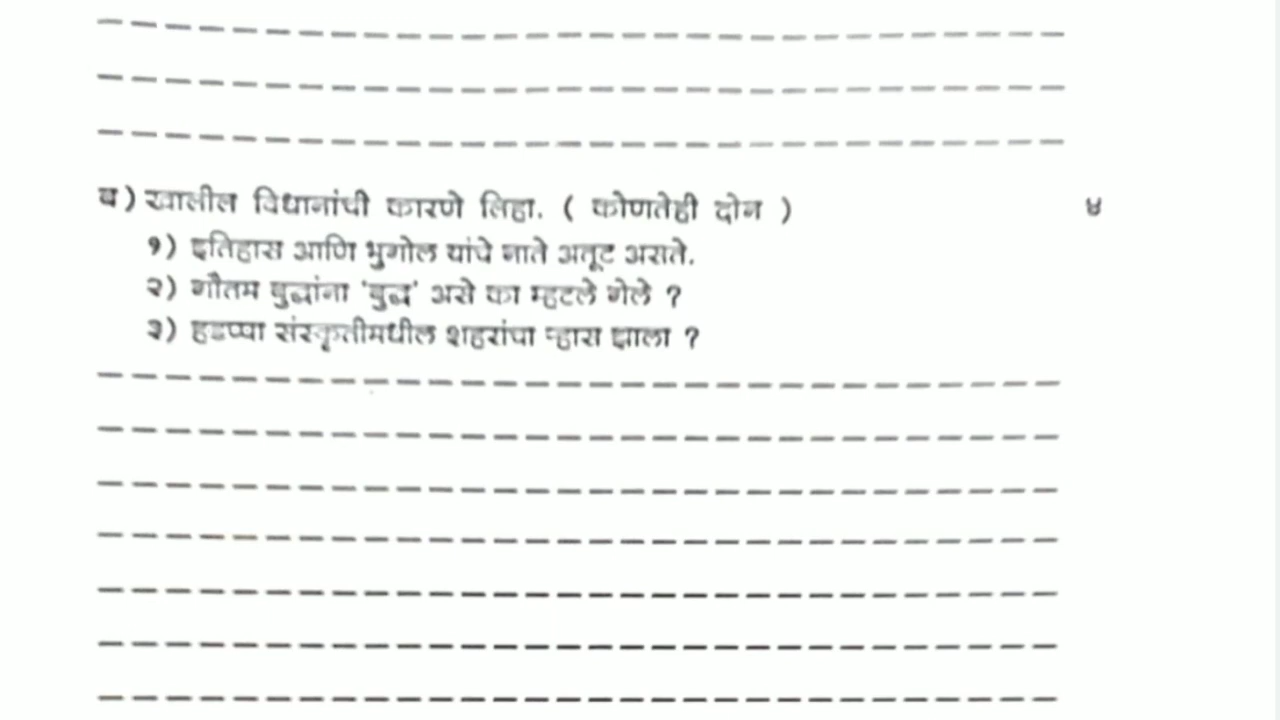 ब) खालील विधानांची कारणे लिहा. ( कोणतेही दोन ) ४
१) इतिहास आणि भुगोल यांचे नाते अतूट असते.
२) गौतम बुद्धांना 'बुद्ध' असे का म्हटले गेले ?
३) हडप्पा संस्कृतीमधील शहरांचा ऱ्हास झाला ?